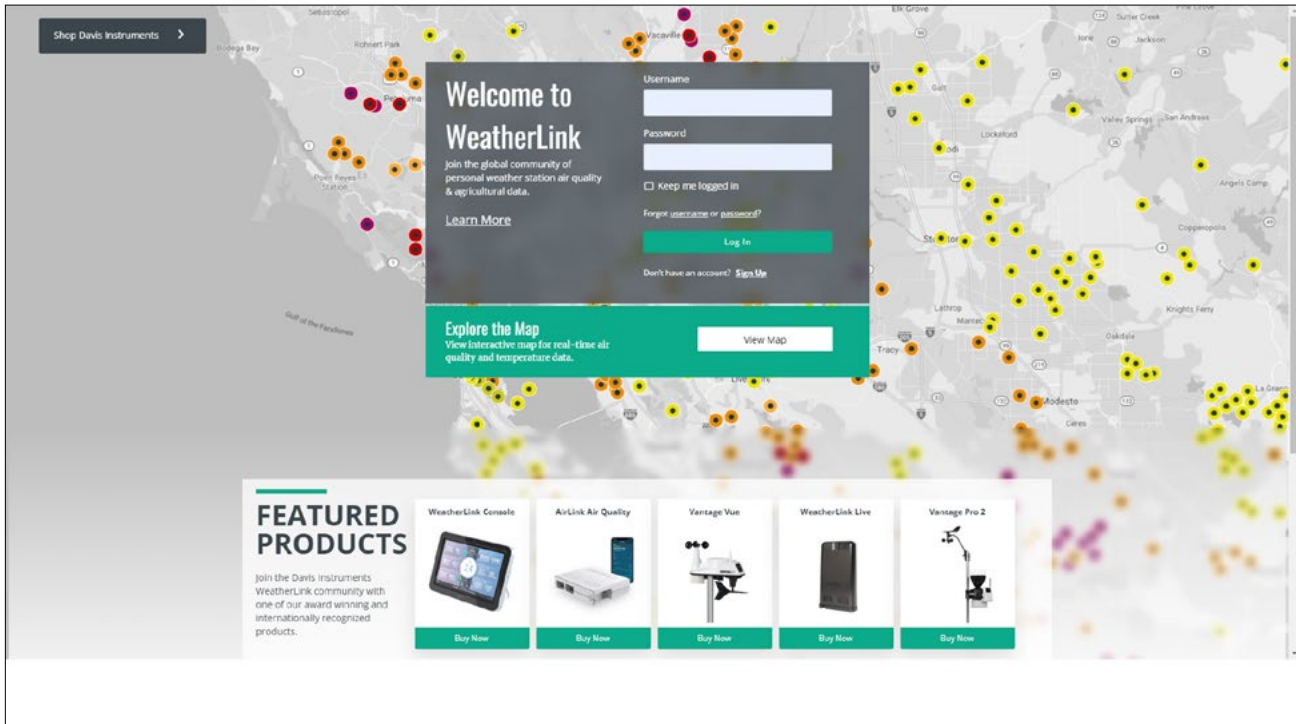 Shop Davis Instruments
Sebastopol
Bodega Bay
Rohnert Park
Vacaville
Elk Grove
Sutter Creek
Ione
Jackson
Galt
Valley Springs
San Andreas
Lockeford
Angels Camp
Copperopolis
Point Reyes
Station
Gulf of the Farallones
Lathrop
Knights Ferry
Oakdale
Tracy
Modesto
Ceres
Welcome to
WeatherLink
Join the global community of
personal weather station air quality
& agricultural data.
Learn More
Username
Password
Keep me logged in
Forgot username or password?
Log In
Don't have an account? Sign Up
Explore the Map
View interactive map for real-time air
quality and temperature data.
View Map
FEATURED
PRODUCTS
Join the Davis Instruments
WeatherLink community with
one of our award winning and
internationally recognized
products.
WeatherLink Console
Buy Now
AirLink Air Quality
Buy Now
Vantage Vue
Buy Now
WeatherLink Live
Buy Now
Vantage Pro 2
Buy Now